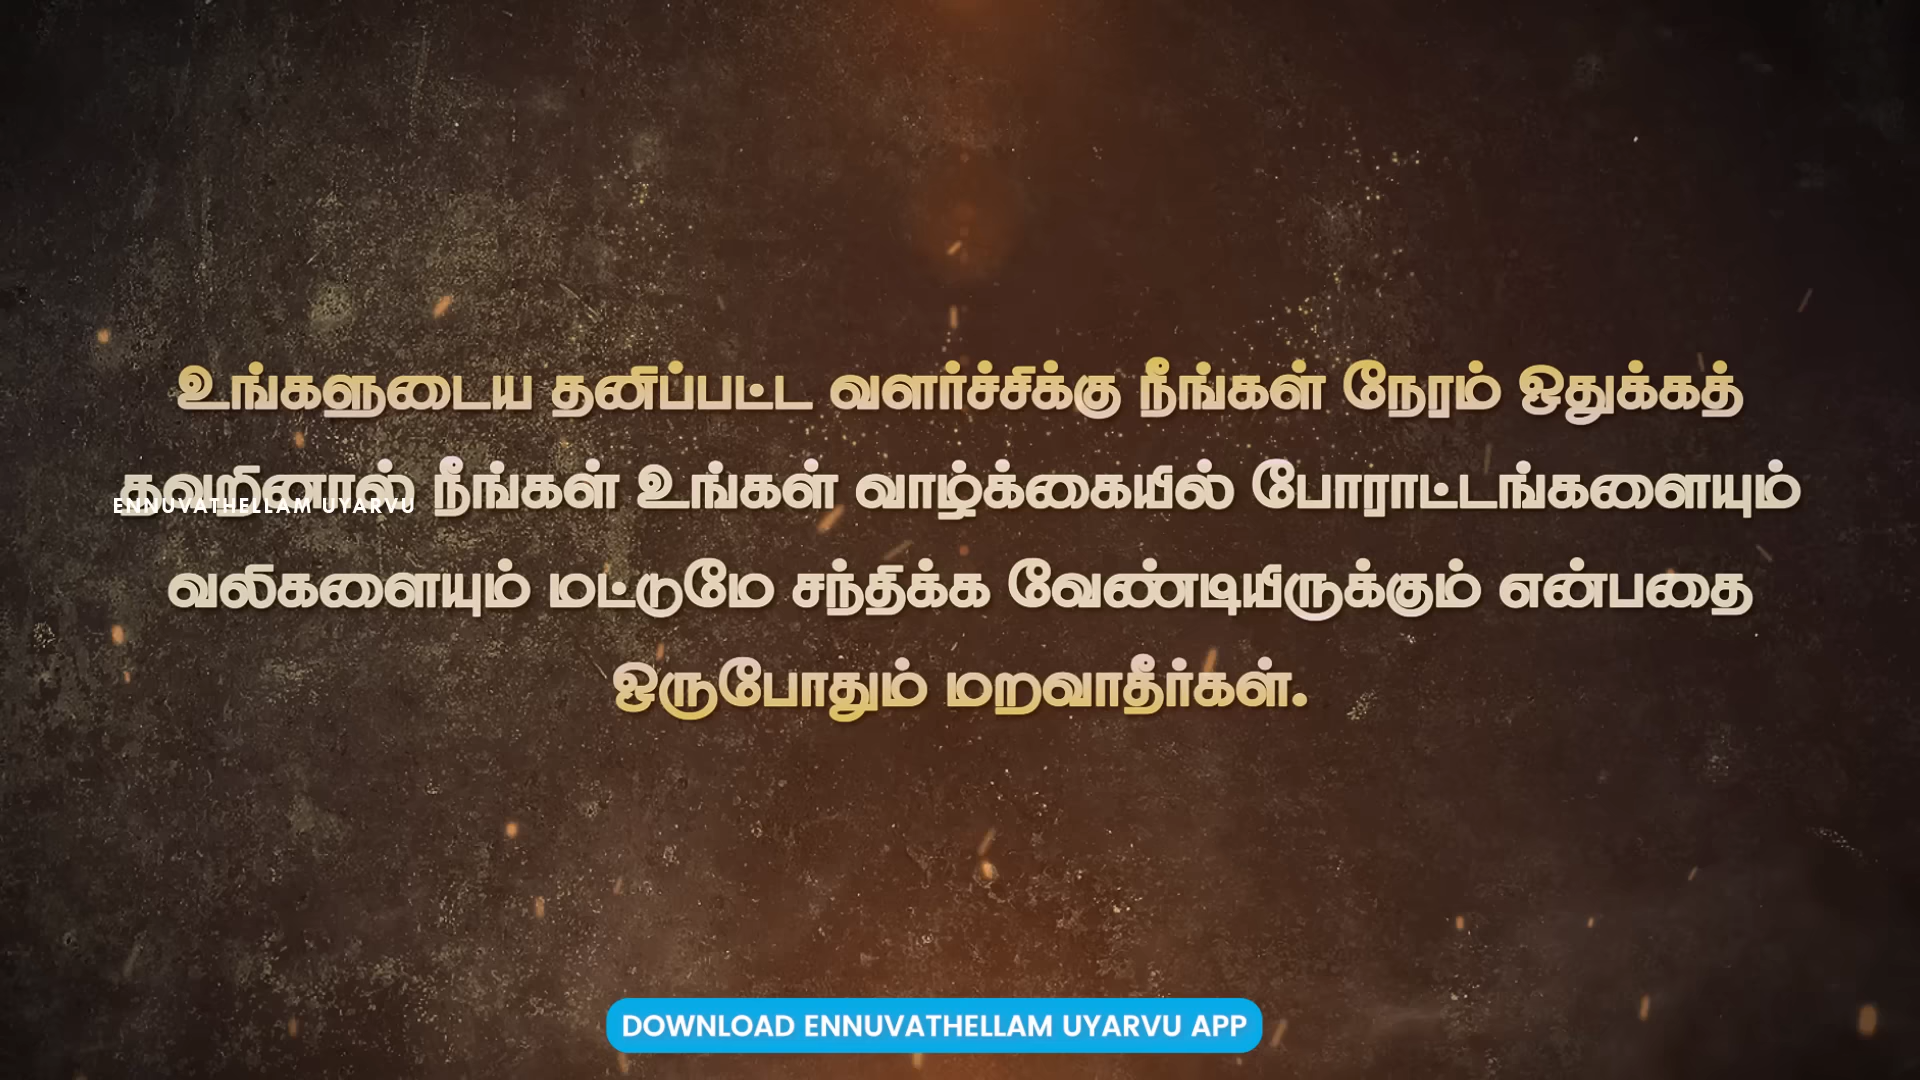 உங்களுடைய தனிப்பட்ட வளர்ச்சிக்கு நீங்கள் நேரம் ஒதுக்கத்
தவறினால் நீங்கள் உங்கள் வாழ்க்கையில் போராட்டங்களையும்
ENNUVATHELLAM UYARVU
வலிகளையும் மட்டுமே சந்திக்க வேண்டியிருக்கும் என்பதை
ஒருபோதும் மறவாதீர்கள்.
DOWNLOAD ENNUVATHELLAM UYARVU APP